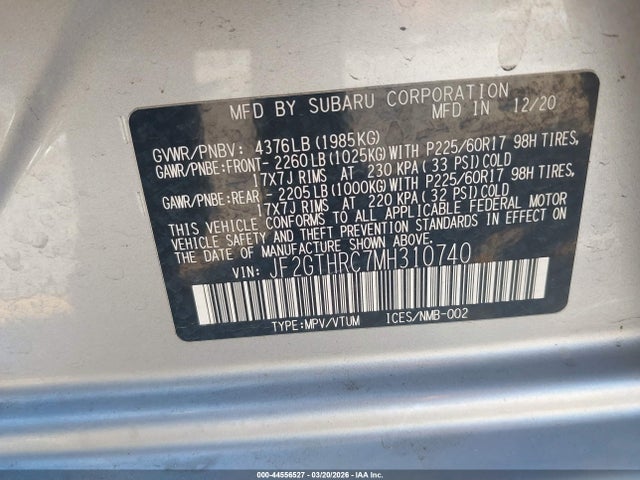 MFD BY SUBARU CORPORATION
MFD IN 12/20
GVWR/PNBV: 4376LB (1985KG)
GAWR/PNBE:FRONT- 2260LB (1025KG) WITH P225/60R17 98H TIRES,
17X7J RIMS AT 230 KPA ( 33 PSI) COLD
GAWR/PNBE:REAR - 2205LB (1000KG) WITH P225/60R17 98H TIRES,
17X7J RIMS AT 220 KPA ( 32 PSI) COLD
THIS VEHICLE CONFORMS TO ALL APPLICABLE FEDERAL MOTOR
VEHICLE SAFETY AND THEFT PREVENTION STANDARDS IN EFFECT ON
THE DATE OF MANUFACTURE SHOWN ABOVE.
VIN: JF2GTHRC7MH310740
TYPE:MPV/VTUM ICES/NMB-002
000-44556527 - 03/20/2026 - IAA Inc.